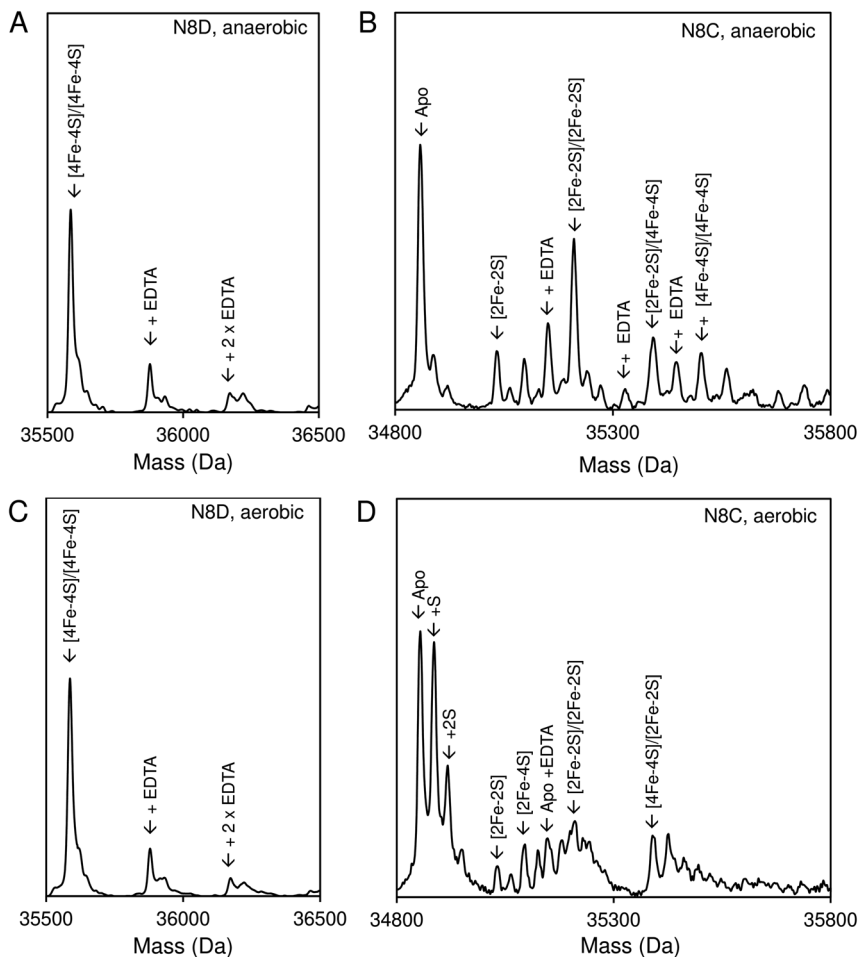 A
N8D, anaerobic
← [4Fe-4S]/[4Fe-4S]
← + EDTA
← + 2 x EDTA
35500
36000
36500
Mass (Da)
B
N8C, anaerobic
← Apo
← [2Fe-2S]
← + EDTA
← [2Fe-2S]/[2Fe-2S]
← + EDTA
← [2Fe-2S]/[4Fe-4S]
← + EDTA
← + [4Fe-4S]/[4Fe-4S]
34800
35300
35800
Mass (Da)
C
N8D, aerobic
← [4Fe-4S]/[4Fe-4S]
← + EDTA
← + 2 x EDTA
35500
36000
36500
Mass (Da)
D
N8C, aerobic
← Apo
← +S
← +2S
← [2Fe-2S]
← [2Fe-4S]
← Apo +EDTA
← [2Fe-2S]/[2Fe-2S]
← [4Fe-4S]/[2Fe-2S]
34800
35300
35800
Mass (Da)